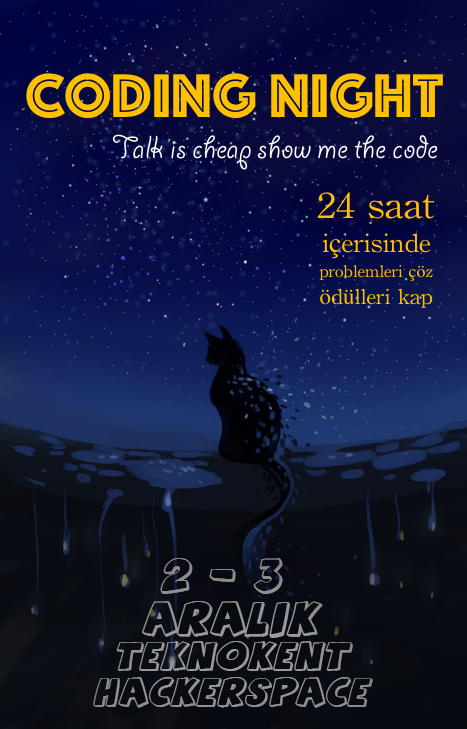 CODING NIGHT
Talk is cheap show me the code
24 saat
içerisinde
problemleri çöz
ödülleri kap
2 - 3
ARALIK
TEKNOKENT
HACKERSPACE